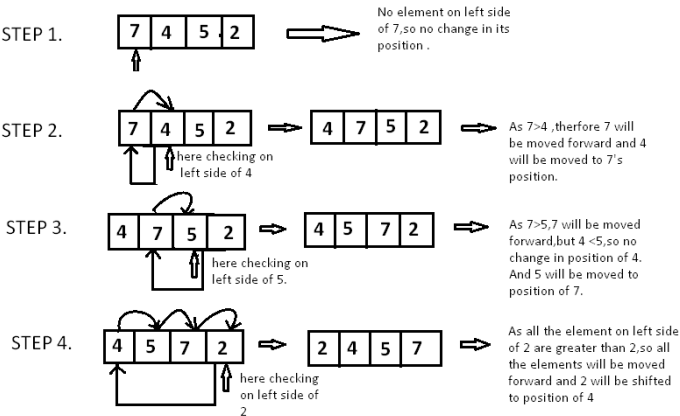 STEP 1.
7 4 5 2
No element on left side
of 7,so no change in its
position .
STEP 2.
7 4 5 2
here checking on
left side of 4
4 7 5 2
As 7>4 ,therfore 7 will
be moved forward and 4
will be moved to 7's
position.
STEP 3.
4 7 5 2
here checking on
left side of 5.
4 5 7 2
As 7>5,7 will be moved
forward,but 4 <5,so no
change in position of 4.
And 5 will be moved to
position of 7.
STEP 4.
4 5 7 2
here checking
on left side of
2
2 4 5 7
As all the element on left side
of 2 are greater than 2,so all
the elements will be moved
forward and 2 will be shifted
to position of 4